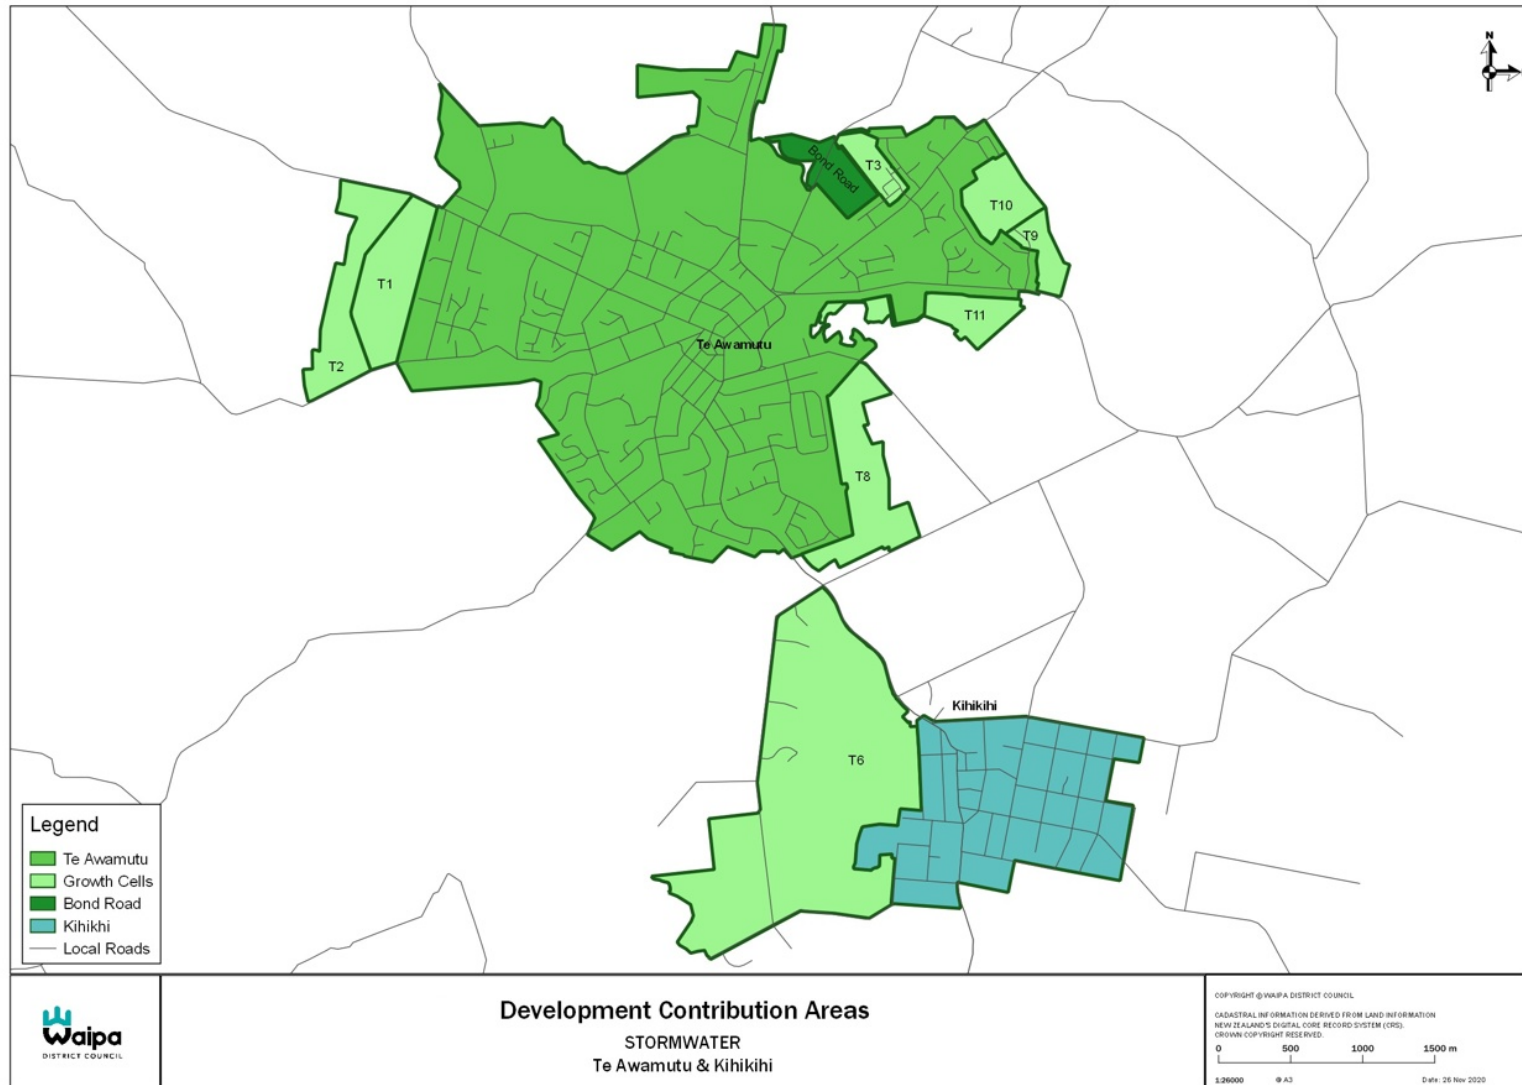 N
Bond Road
T3
T10
T9
T1
T11
Te Awamutu
T2
T8
Kihikihi
T6
Legend
Te Awamutu
Growth Cells
Bond Road
Kihikhi
Local Roads
Waipa
DISTRICT COUNCIL
Development Contribution Areas
STORMWATER
Te Awamutu & Kihikihi
COPYRIGHT @ WAIPA DISTRICT COUNCIL
CADASTRAL INFORMATION DERIVED FROM LAND INFORMATION
NEW ZEALAND'S DIGITAL CORE RECORD SYSTEM (CRS).
CROWN COPYRIGHT RESERVED.
0 500 1000 1500 m
1:26000 @ A3 Date: 26 Nov 2020